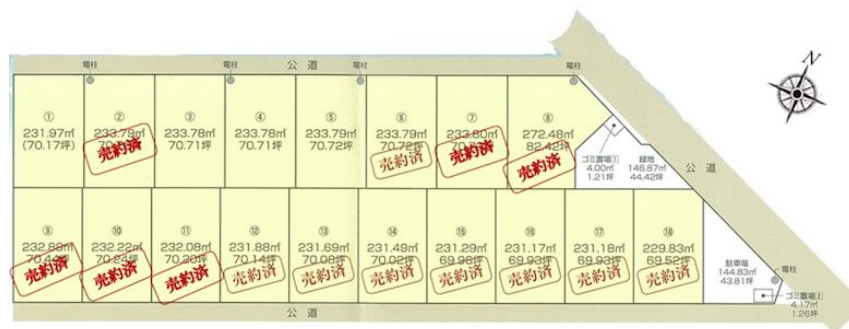 公道
N
電柱
電柱
電柱
電柱
①
231.97㎡
(70.17坪)
②
233.79㎡
売約済
③
233.78㎡
70.71坪
④
233.78㎡
70.71坪
⑤
233.79㎡
70.72坪
⑥
233.79㎡
70.72坪
売約済
⑦
233.80㎡
売約済
⑧
272.48㎡
82.42坪
売約済
ゴミ置場①
4.00㎡
1.21坪
緑地
146.87㎡
44.42坪
公道
⑨
232.89㎡
70.44坪
売約済
⑩
232.22㎡
70.24坪
売約済
⑪
232.08㎡
70.20坪
売約済
⑫
231.88㎡
70.14坪
売約済
⑬
231.69㎡
70.08坪
売約済
⑭
231.49㎡
70.02坪
売約済
⑮
231.29㎡
69.96坪
売約済
⑯
231.17㎡
69.93坪
売約済
⑰
231.18㎡
69.93坪
売約済
⑱
229.83㎡
69.52坪
売約済
駐車場
144.83㎡
43.81坪
電柱
ゴミ置場②
4.17㎡
1.26坪
公道